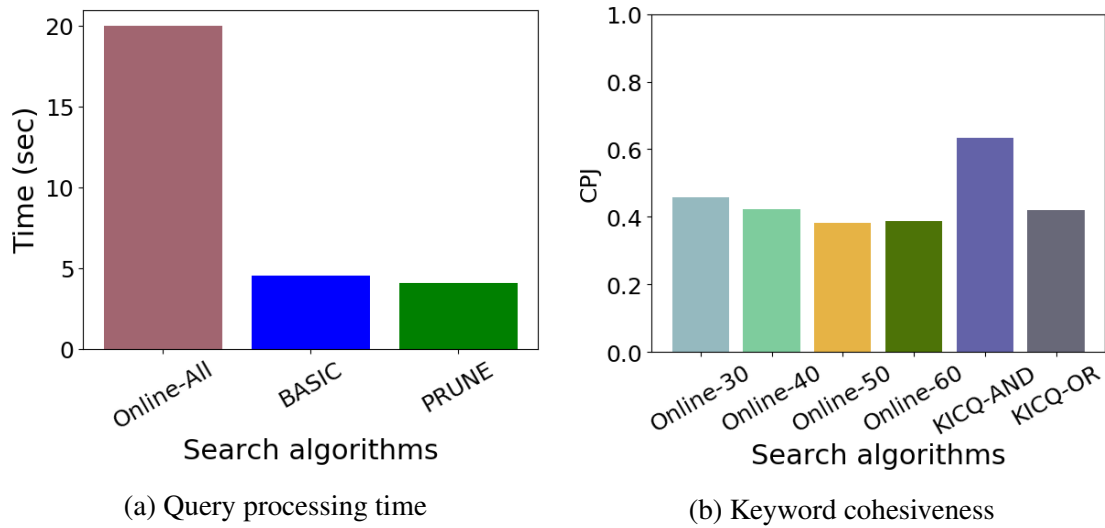 20
15
10
5
0
Time (sec)
Online-All
BASIC
PRUNE
Search algorithms
(a) Query processing time
1.0
0.8
0.6
0.4
0.2
0.0
CPJ
Online-30
Online-40
Online-50
Online-60
KICQ-AND
KICQ-OR
Search algorithms
(b) Keyword cohesiveness